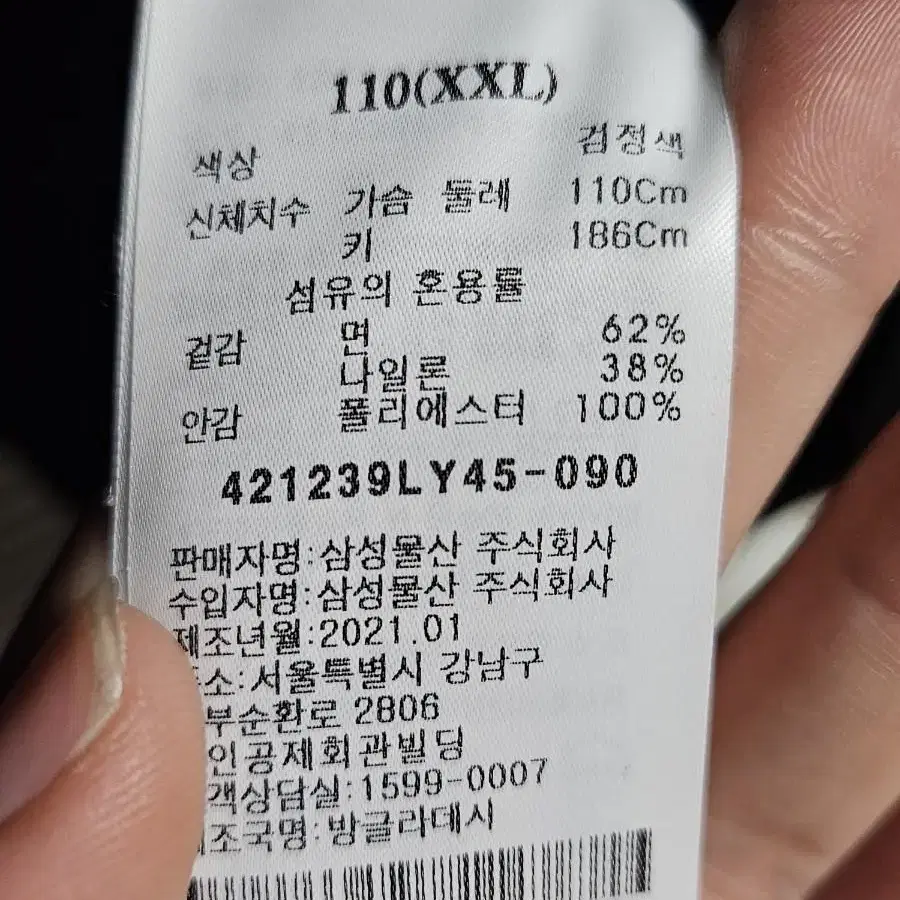 110(XXL)
색상 검정색
신체치수 가슴 둘레 110Cm
키 186Cm
섬유의 혼용률
겉감 면 62%
나일론 38%
안감 폴리에스터 100%
421239LY45-090
판매자명:삼성물산 주식회사
수입자명:삼성물산 주식회사
제조년월:2021.01
소:서울특별시 강남구
부순환로 2806
인공제회관빌딩
객상담실:1599-0007
조국명:방글라데시